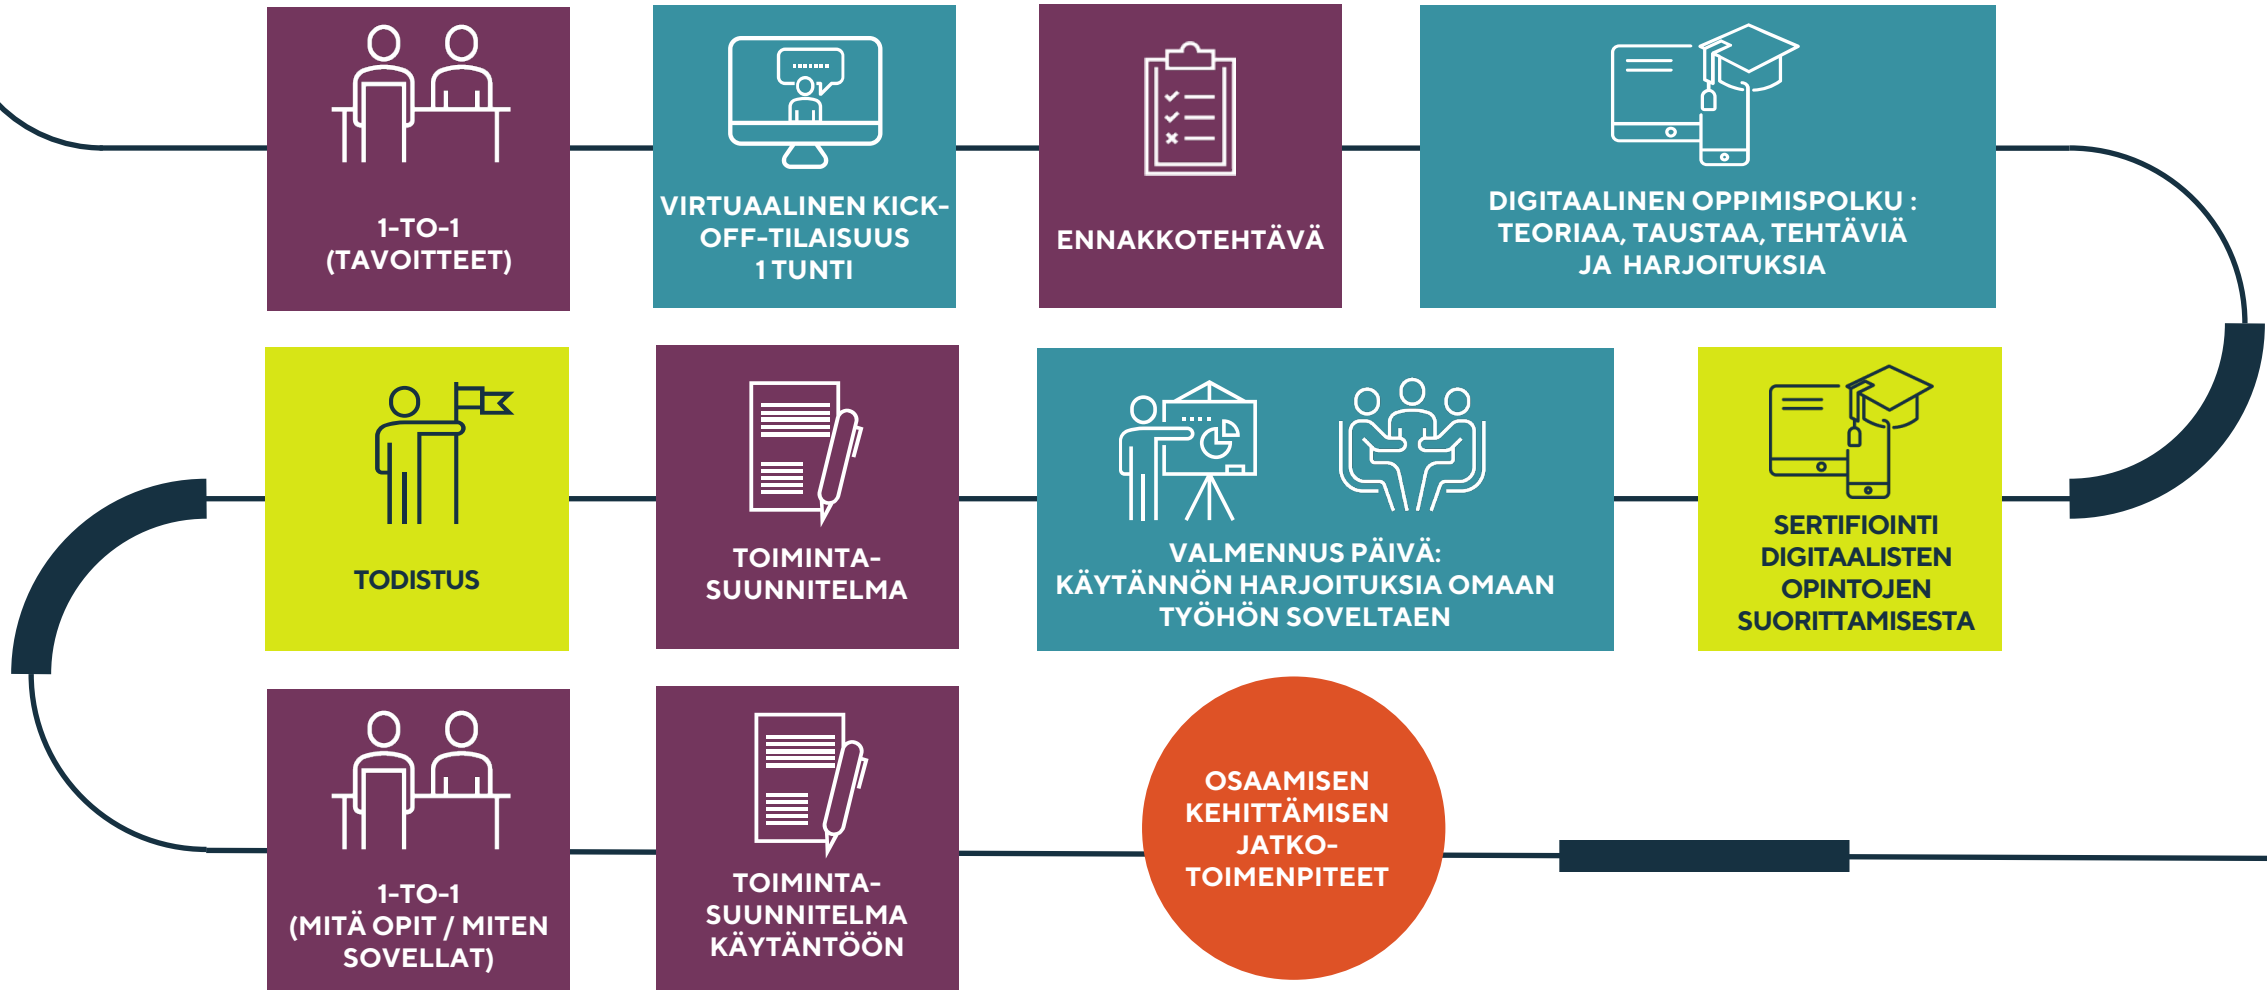 1-TO-1
(TAVOITTEET)
VIRTUAALINEN KICK-
OFF-TILAISUUS
1 TUNTI
ENNAKKOTEHTÄVÄ
DIGITAALINEN OPPIMISPOLKU :
TEORIAA, TAUSTAA, TEHTÄVIÄ
JA HARJOITUKSIA
SERTIFIOINTI
DIGITAALISTEN
OPINTOJEN
SUORITTAMISESTA
VALMENNUS PÄIVÄ:
KÄYTÄNNÖN HARJOITUKSIA OMAAN
TYÖHÖN SOVELTAEN
TOIMINTA-
SUUNNITELMA
TODISTUS
1-TO-1
(MITÄ OPIT / MITEN
SOVELLAT)
TOIMINTA-
SUUNNITELMA
KÄYTÄNTÖÖN
OSAAMISEN
KEHITTÄMISEN
JATKO-
TOIMENPITEET